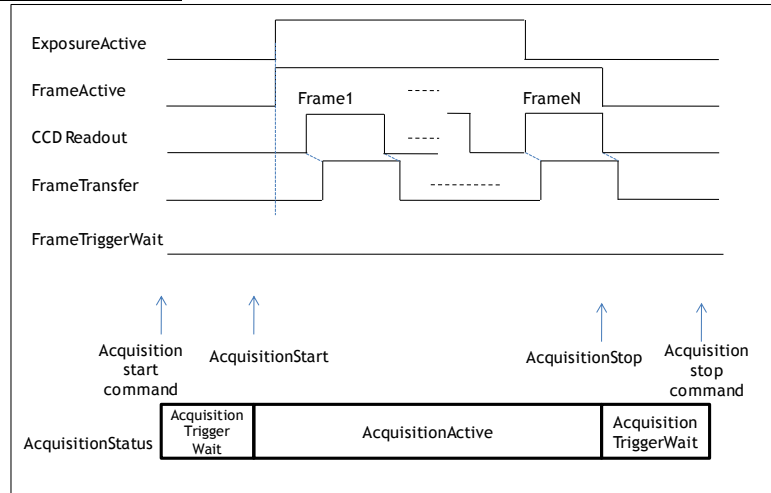 ExposureActive
FrameActive
Frame1
FrameN
CCD Readout
FrameTransfer
FrameTriggerWait
Acquisition
start
command
AcquisitionStart
AcquisitionStop
Acquisition
stop
command
AcquisitionStatus
Acquisition
Trigger
Wait
AcquisitionActive
Acquisition
TriggerWait